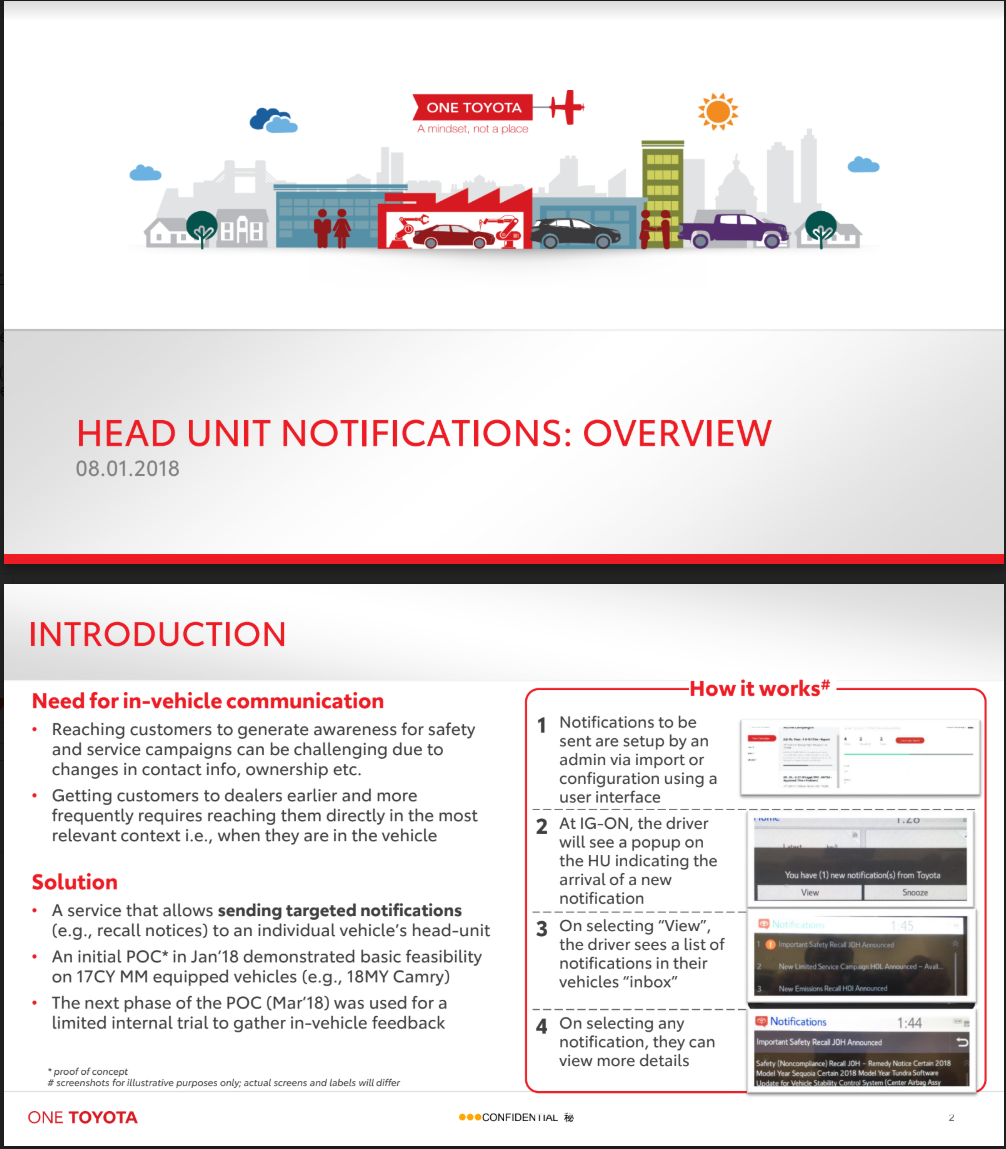 ONE TOYOTA
A mindset, not a place
HEAD UNIT NOTIFICATIONS: OVERVIEW
08.01.2018
INTRODUCTION
Need for in-vehicle communication
• Reaching customers to generate awareness for safety
and service campaigns can be challenging due to
changes in contact info, ownership etc.
• Getting customers to dealers earlier and more
frequently requires reaching them directly in the most
relevant context i.e., when they are in the vehicle
Solution
• A service that allows sending targeted notifications
(e.g., recall notices) to an individual vehicle's head-unit
• An initial POC* in Jan'18 demonstrated basic feasibility
on 17CY MM equipped vehicles (e.g., 18MY Camry)
• The next phase of the POC (Mar'18) was used for a
limited internal trial to gather in-vehicle feedback
* proof of concept
# screenshots for illustrative purposes only; actual screens and labels will differ
How it works#
1 Notifications to be
sent are setup by an
admin via import or
configuration using a
user interface
2 At IG-ON, the driver
will see a popup on
the HU indicating the
arrival of a new
notification
You have (1) new notification(s) from Toyota
View Snooze
3 On selecting "View",
the driver sees a list of
notifications in their
vehicles "inbox"
Notifications 1:45
1 Important Safety Recall J0H Announced
2 New Limited Service Campaign H0L Announced – Avail...
3 New Emissions Recall H0I Announced
4 On selecting any
notification, they can
view more details
Notifications 1:44
Important Safety Recall J0H Announced
Safety (Noncompliance) Recall J0H – Remedy Notice Certain 2018
Model Year Sequoia Certain 2018 Model Year Tundra Software
Update for Vehicle Stability Control System (Center Airbag Assy
ONE TOYOTA
CONFIDENTIAL ㊙
2